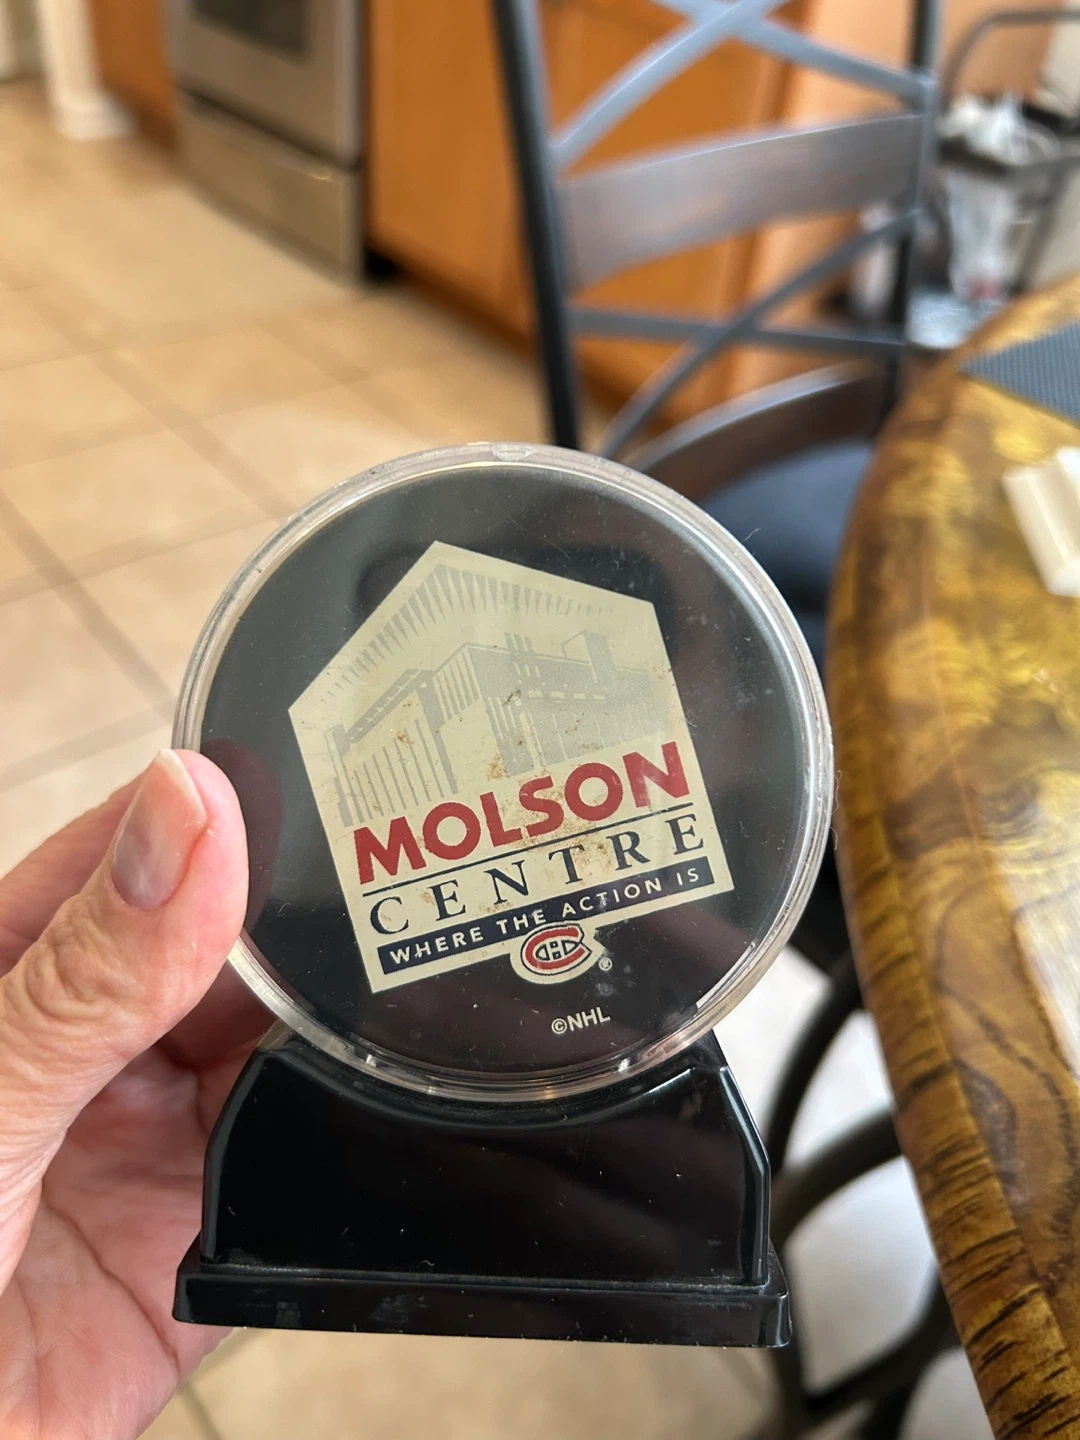 MOLSON
CENTRE
WHERE THE ACTION IS
CH ®
©NHL